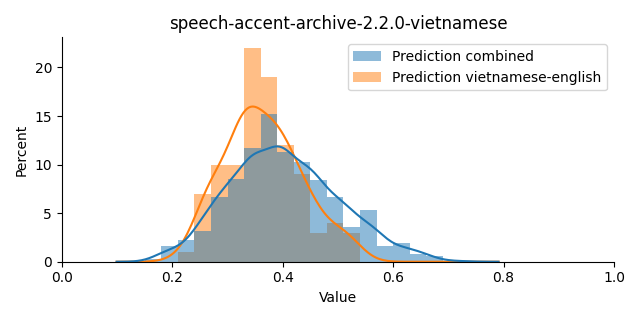 speech-accent-archive-2.2.0-vietnamese
Prediction combined
Prediction vietnamese-english
Percent
20
15
10
5
0
0.0 0.2 0.4 0.6 0.8 1.0
Value